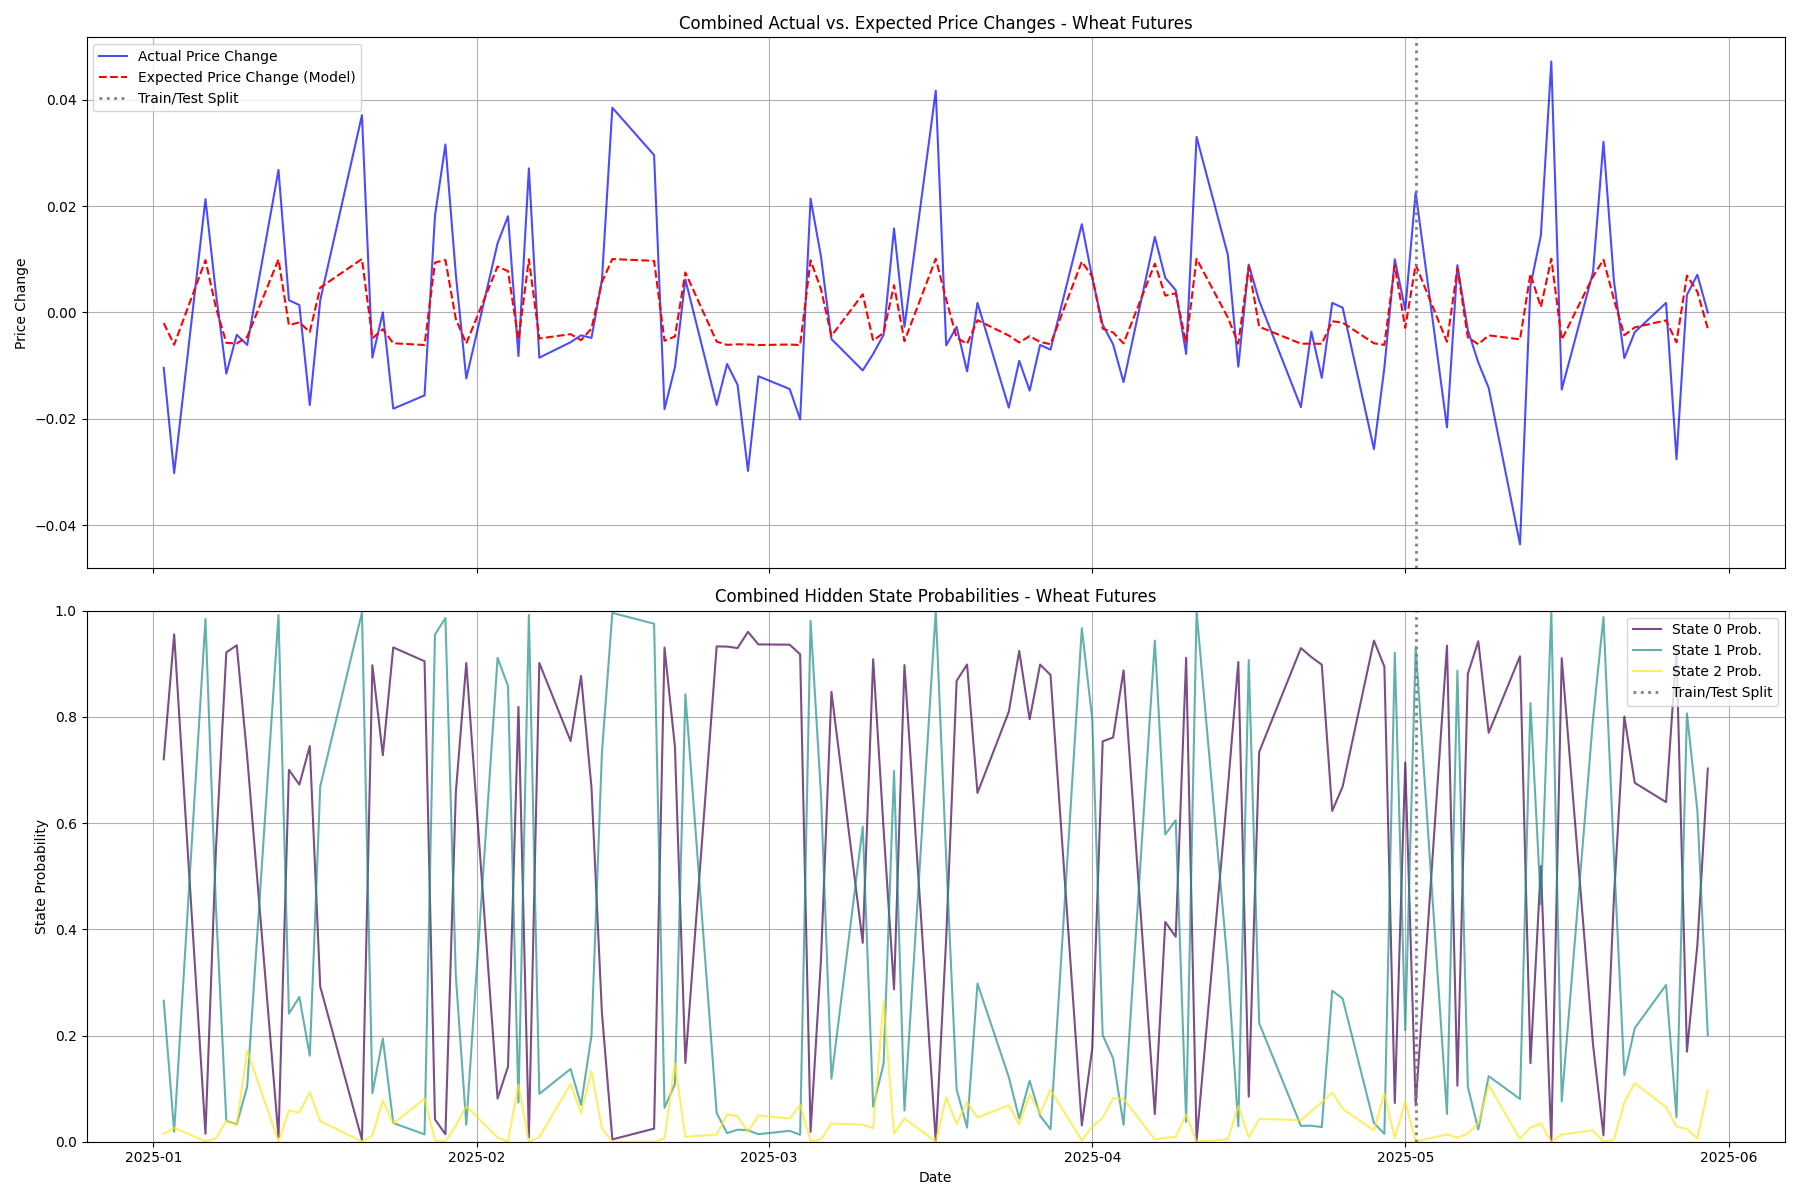 Combined Actual vs. Expected Price Changes - Wheat Futures
Actual Price Change
Expected Price Change (Model)
Train/Test Split
0.04
0.02
0.00
−0.02
−0.04
Price Change
Combined Hidden State Probabilities - Wheat Futures
State 0 Prob.
State 1 Prob.
State 2 Prob.
Train/Test Split
1.0
0.8
0.6
0.4
0.2
0.0
State Probability
2025-01
2025-02
2025-03
2025-04
2025-05
2025-06
Date